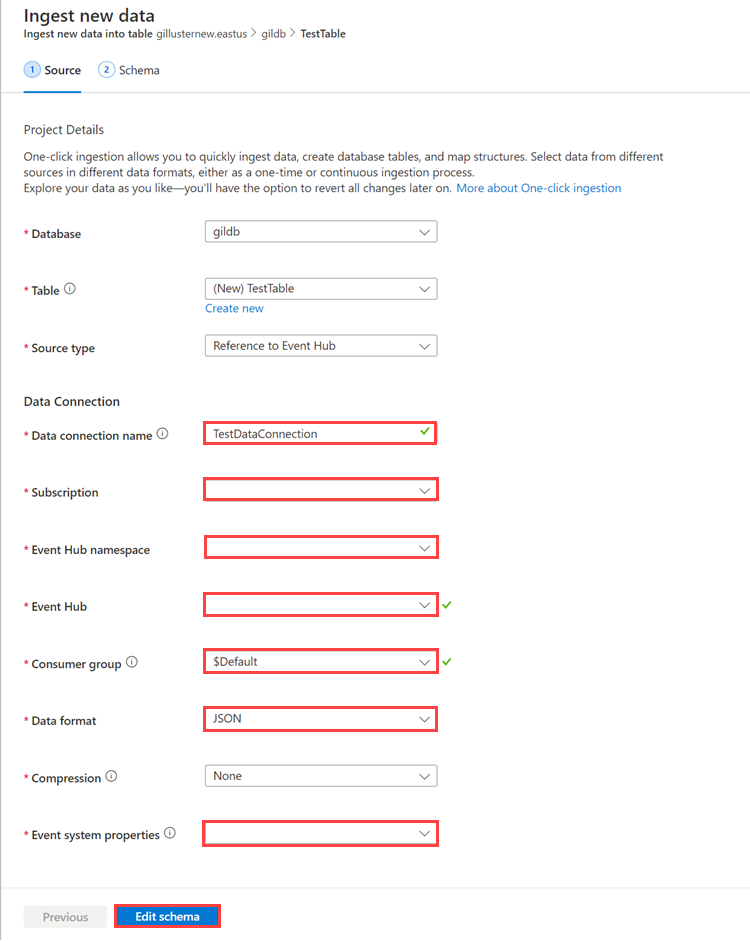 Ingest new data
Ingest new data into table gillusternew.eastus > gildb > TestTable
1 Source 2 Schema
Project Details
One-click ingestion allows you to quickly ingest data, create database tables, and map structures. Select data from different
sources in different data formats, either as a one-time or continuous ingestion process.
Explore your data as you like—you'll have the option to revert all changes later on. More about One-click ingestion
* Database gildb
* Table (New) TestTable
Create new
* Source type Reference to Event Hub
Data Connection
* Data connection name TestDataConnection
* Subscription
* Event Hub namespace
* Event Hub
* Consumer group $Default
* Data format JSON
* Compression None
* Event system properties
Previous Edit schema